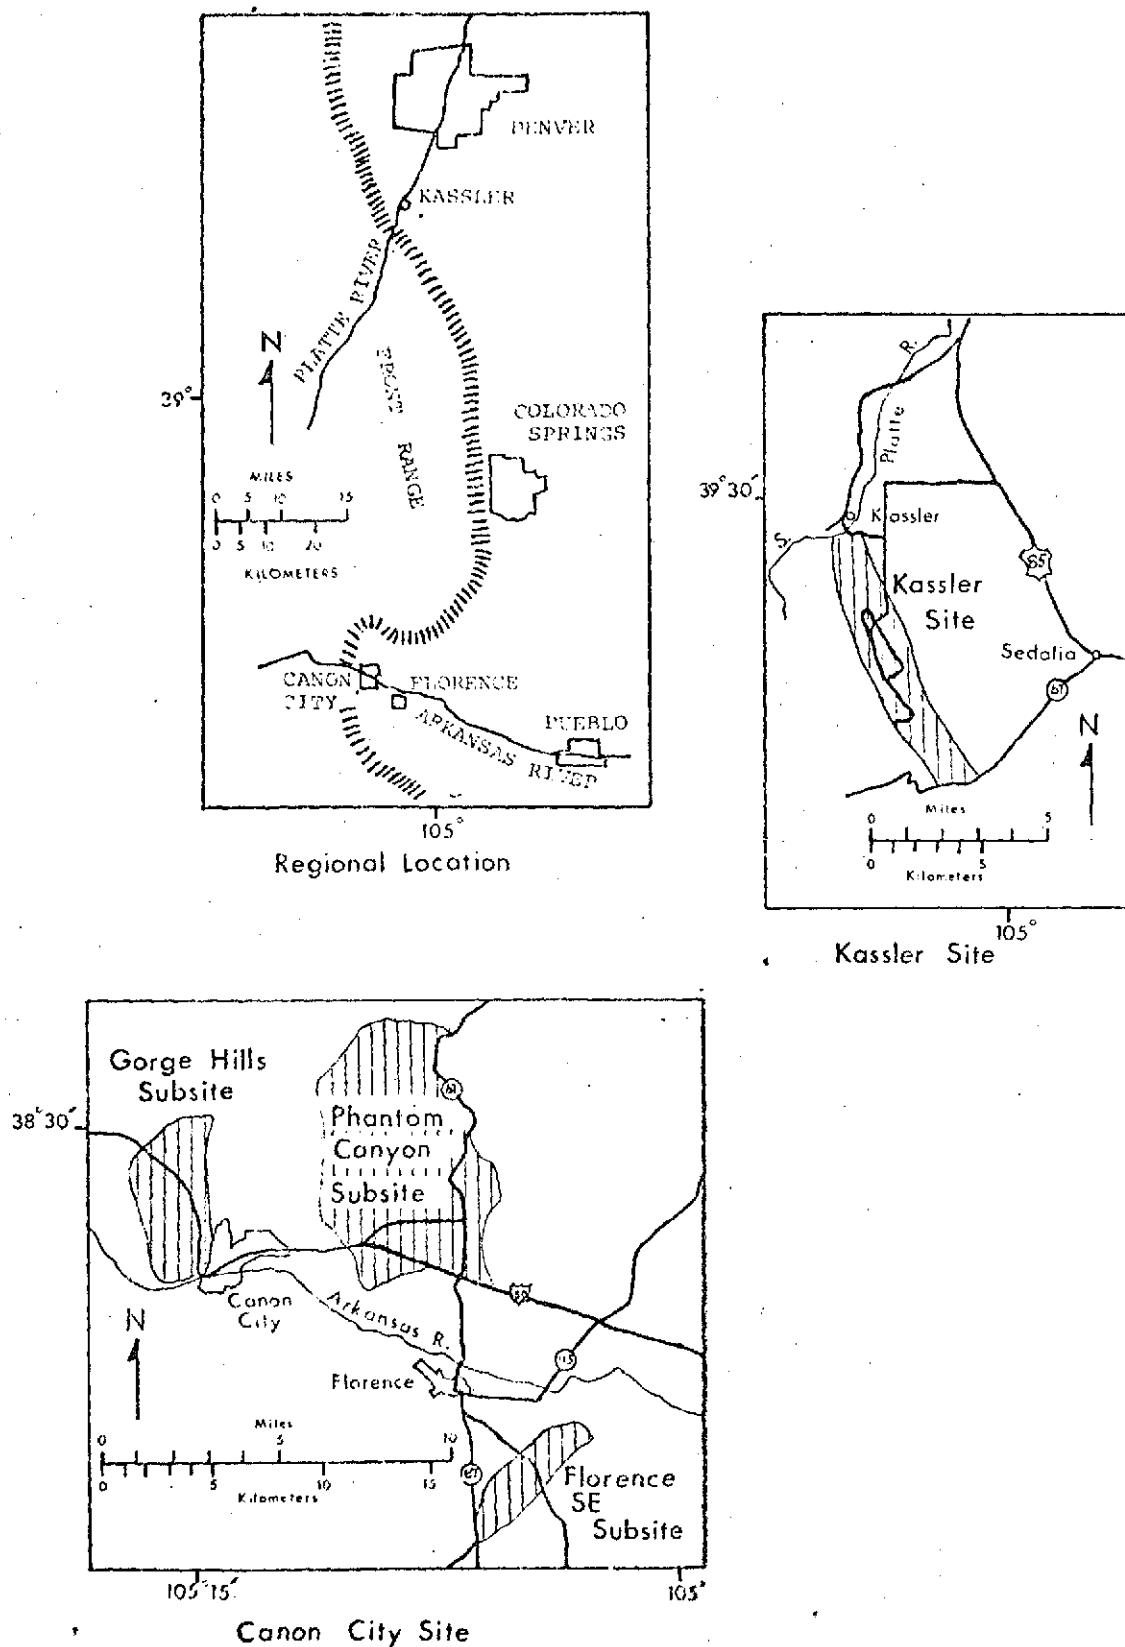 DENVER
KASSLER
PLATTE RIVER
N
FRONT RANGE
39°
COLORADO
SPRINGS
MILES
0 5 10 15
0 5 10 20
KILOMETERS
CANON
CITY
FLORENCE
ARKANSAS RIVER
PUEBLO
105°
Regional Location
S. Platte R.
39°30'
Kassler
85
Kassler
Site
Sedalia
67
N
Miles
0 5
0 5
Kilometers
105°
Kassler Site
Gorge Hills
Subsite
38°30'
Phantom
Canyon
Subsite
Canon
City
N
Arkansas R.
Florence
115
Miles
0 5 10
0 5 10 15
Kilometers
67
Florence
SE
Subsite
105°15'
105°
Canon City Site